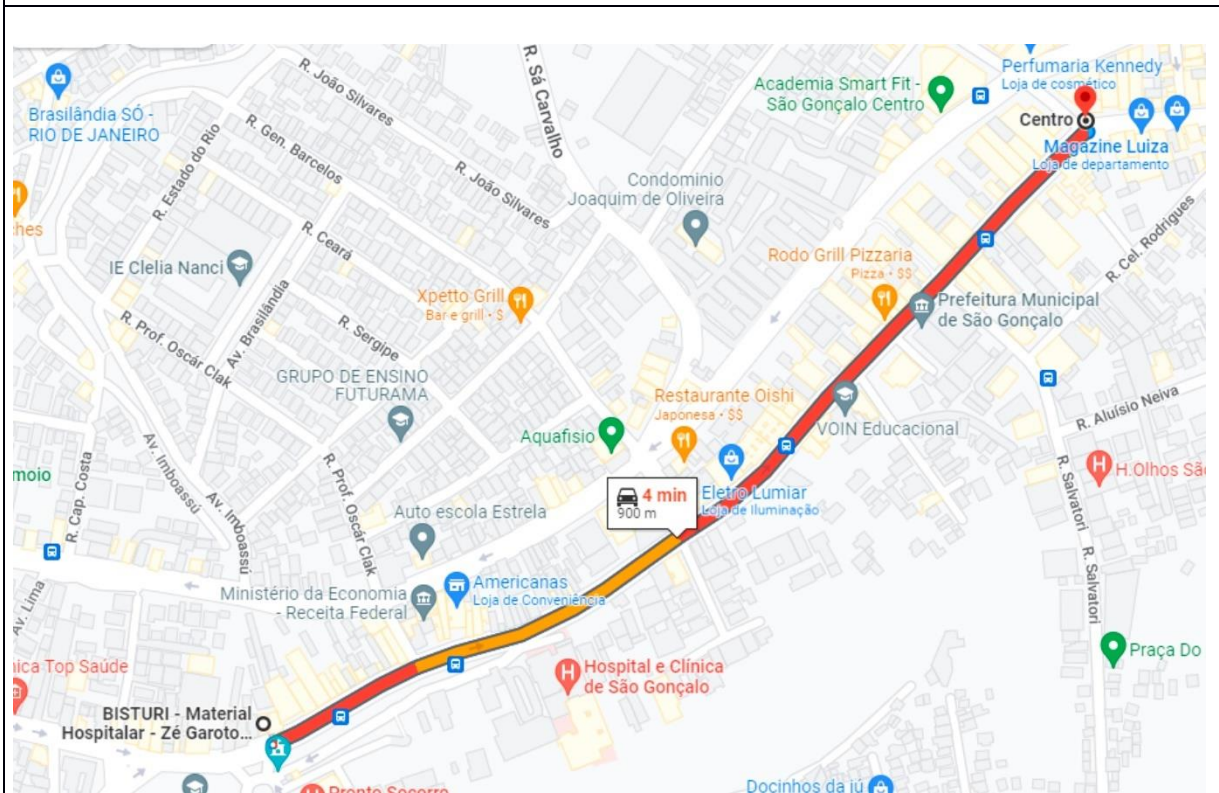 R. João Silvares
R. Sá Carvalho
Academia Smart Fit -
São Gonçalo Centro
Perfumaria Kennedy
Loja de cosmético
Brasilândia SÓ -
RIO DE JANEIRO
Centro
Magazine Luiza
Loja de departamento
R. Estado do Rio
R. Gen. Barcelos
R. João Silvares
Condominio
Joaquim de Oliveira
R. Cel. Rodrigues
ches
R. Ceará
IE Clelia Nanci
Rodo Grill Pizzaria
Pizza • $$
Xpetto Grill
Bar e grill • $
Prefeitura Municipal
de São Gonçalo
R. Prof. Oscár Clak
Av. Brasilândia
R. Sergipe
GRUPO DE ENSINO
FUTURAMA
Restaurante Oishi
Japonesa • $$
R. Aluísio Neiva
Aquafisio
VOIN Educacional
moio
R. Cap. Costa
Av. Imboassú
Av. Imboassú
R. Prof. Oscár Clak
H.Olhos São
R. Salvatori
4 min
900 m
Eletro Lumiar
Loja de Iluminação
Auto escola Estrela
R. Salvatori
Ministério da Economia
- Receita Federal
Americanas
Loja de Conveniência
Av. Lima
Praça Do
nica Top Saúde
Hospital e Clínica
de São Gonçalo
BISTURI - Material
Hospitalar - Zé Garoto...
Pronto Socorro
Docinhos da jú